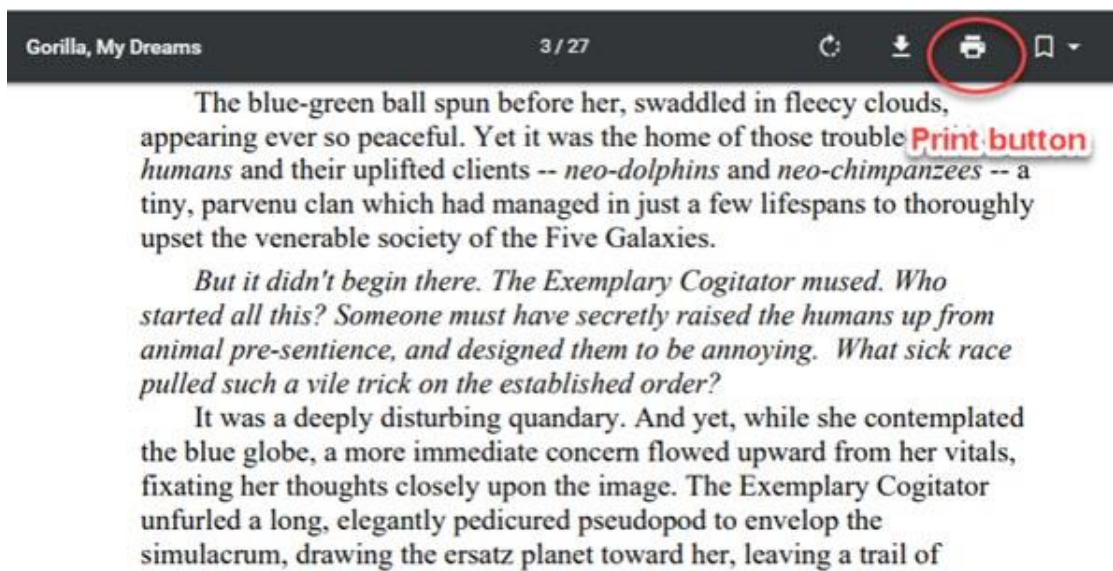 Gorilla, My Dreams 3 / 27
The blue-green ball spun before her, swaddled in fleecy clouds,
appearing ever so peaceful. Yet it was the home of those trouble
Print button
humans and their uplifted clients -- neo-dolphins and neo-chimpanzees -- a
tiny, parvenu clan which had managed in just a few lifespans to thoroughly
upset the venerable society of the Five Galaxies.
But it didn't begin there. The Exemplary Cogitator mused. Who
started all this? Someone must have secretly raised the humans up from
animal pre-sentience, and designed them to be annoying.  What sick race
pulled such a vile trick on the established order?
It was a deeply disturbing quandary. And yet, while she contemplated
the blue globe, a more immediate concern flowed upward from her vitals,
fixating her thoughts closely upon the image. The Exemplary Cogitator
unfurled a long, elegantly pedicured pseudopod to envelop the
simulacrum, drawing the ersatz planet toward her, leaving a trail of